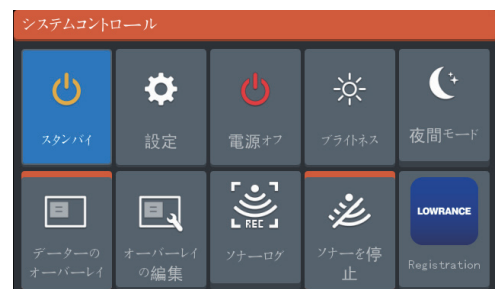 システムコントロール
スタンバイ
設定
電源オフ
ブライトネス
夜間モード
データーの
オーバーレイ
オーバーレイ
の編集
REC
ソナーログ
ソナーを停
止
LOWRANCE
Registration